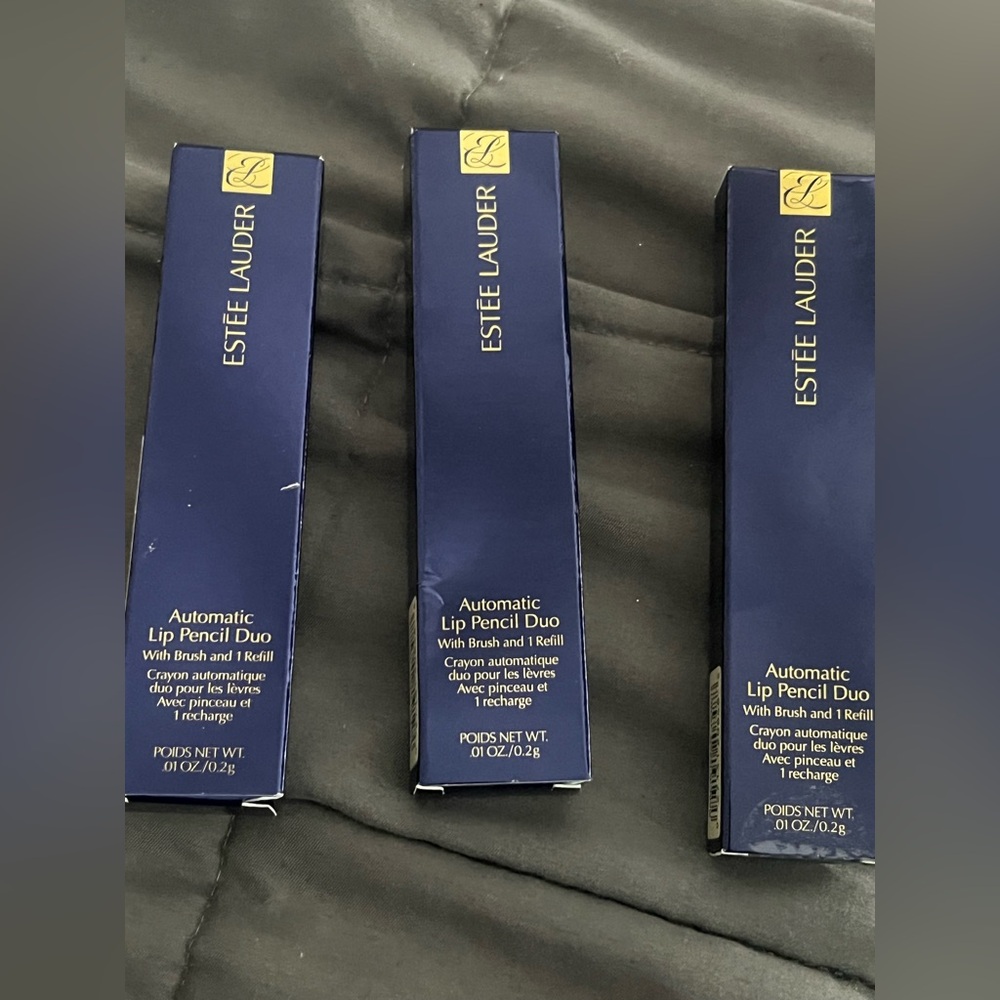 ESTĒE LAUDER
Automatic
Lip Pencil Duo
With Brush and 1 Refill
Crayon automatique
duo pour les lèvres
Avec pinceau et
1 recharge
POIDS NET WT.
.01 OZ./0.2g
ESTĒE LAUDER
Automatic
Lip Pencil Duo
With Brush and 1 Refill
Crayon automatique
duo pour les lèvres
Avec pinceau et
1 recharge
POIDS NET WT.
.01 OZ./0.2g
ESTĒE LAUDER
Automatic
Lip Pencil Duo
With Brush and 1 Refill
Crayon automatique
duo pour les lèvres
Avec pinceau et
1 recharge
POIDS NET WT.
.01 OZ./0.2g